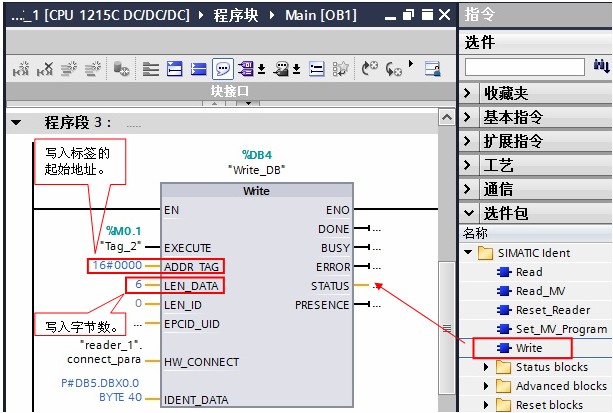 ..._1 [CPU 1215C DC/DC/DC] ▸ 程序块 ▸ Main [OB1]
块接口
程序段 3： .....
写入标签的
起始地址。
%DB4
"Write_DB"
Write
EN
ENO
DONE
...
%M0.1
"Tag_2"
EXECUTE
BUSY
...
16#0000
ADDR_TAG
ERROR
...
6
LEN_DATA
STATUS
...
0
LEN_ID
PRESENCE
...
写入字节数。
...
EPCID_UID
"reader_1".
connect_para
HW_CONNECT
P#DB5.DBX0.0
BYTE 40
IDENT_DATA
指令
选件
收藏夹
基本指令
扩展指令
工艺
通信
选件包
名称
SIMATIC Ident
Read
Read_MV
Reset_Reader
Set_MV_Program
Write
Status blocks
Advanced blocks
Reset blocks